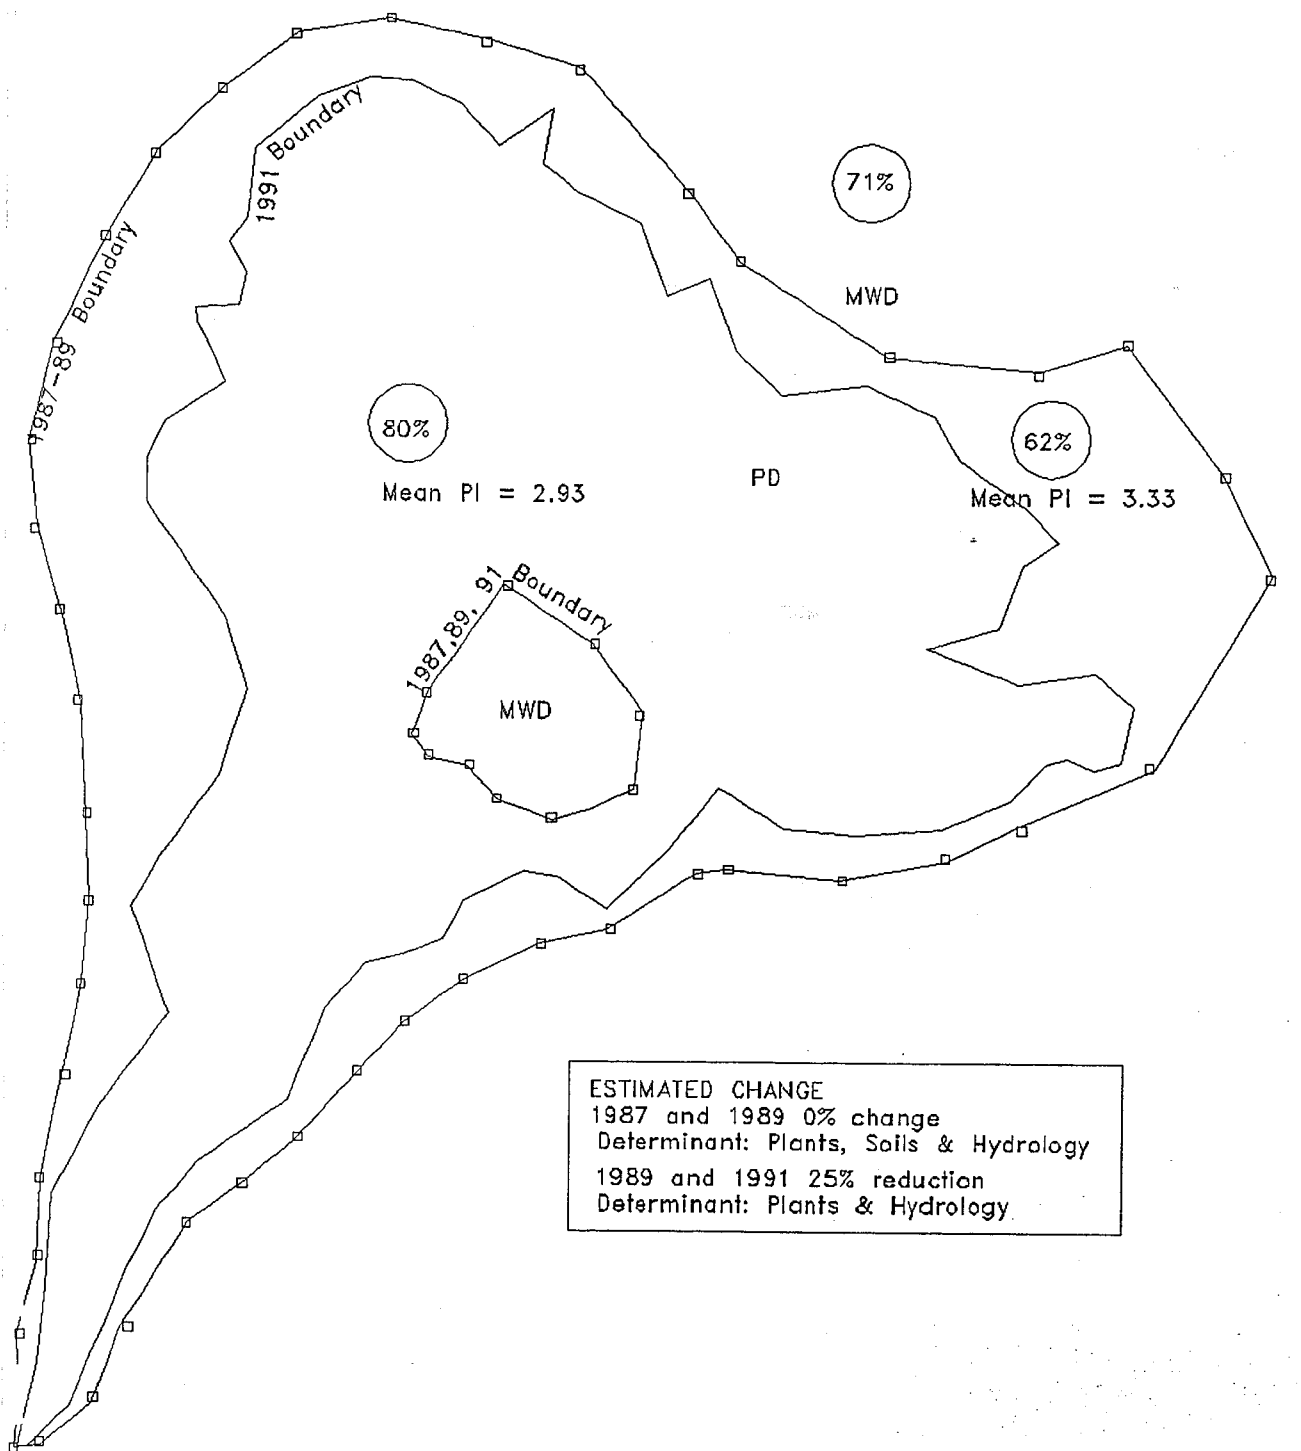 1991 Boundary
71%
1987-89 Boundary
MWD
80%
62%
Mean PI = 2.93
PD
Mean PI = 3.33
1987,89, 91 Boundary
MWD
ESTIMATED CHANGE
1987 and 1989 0% change
Determinant: Plants, Soils & Hydrology
1989 and 1991 25% reduction
Determinant: Plants & Hydrology